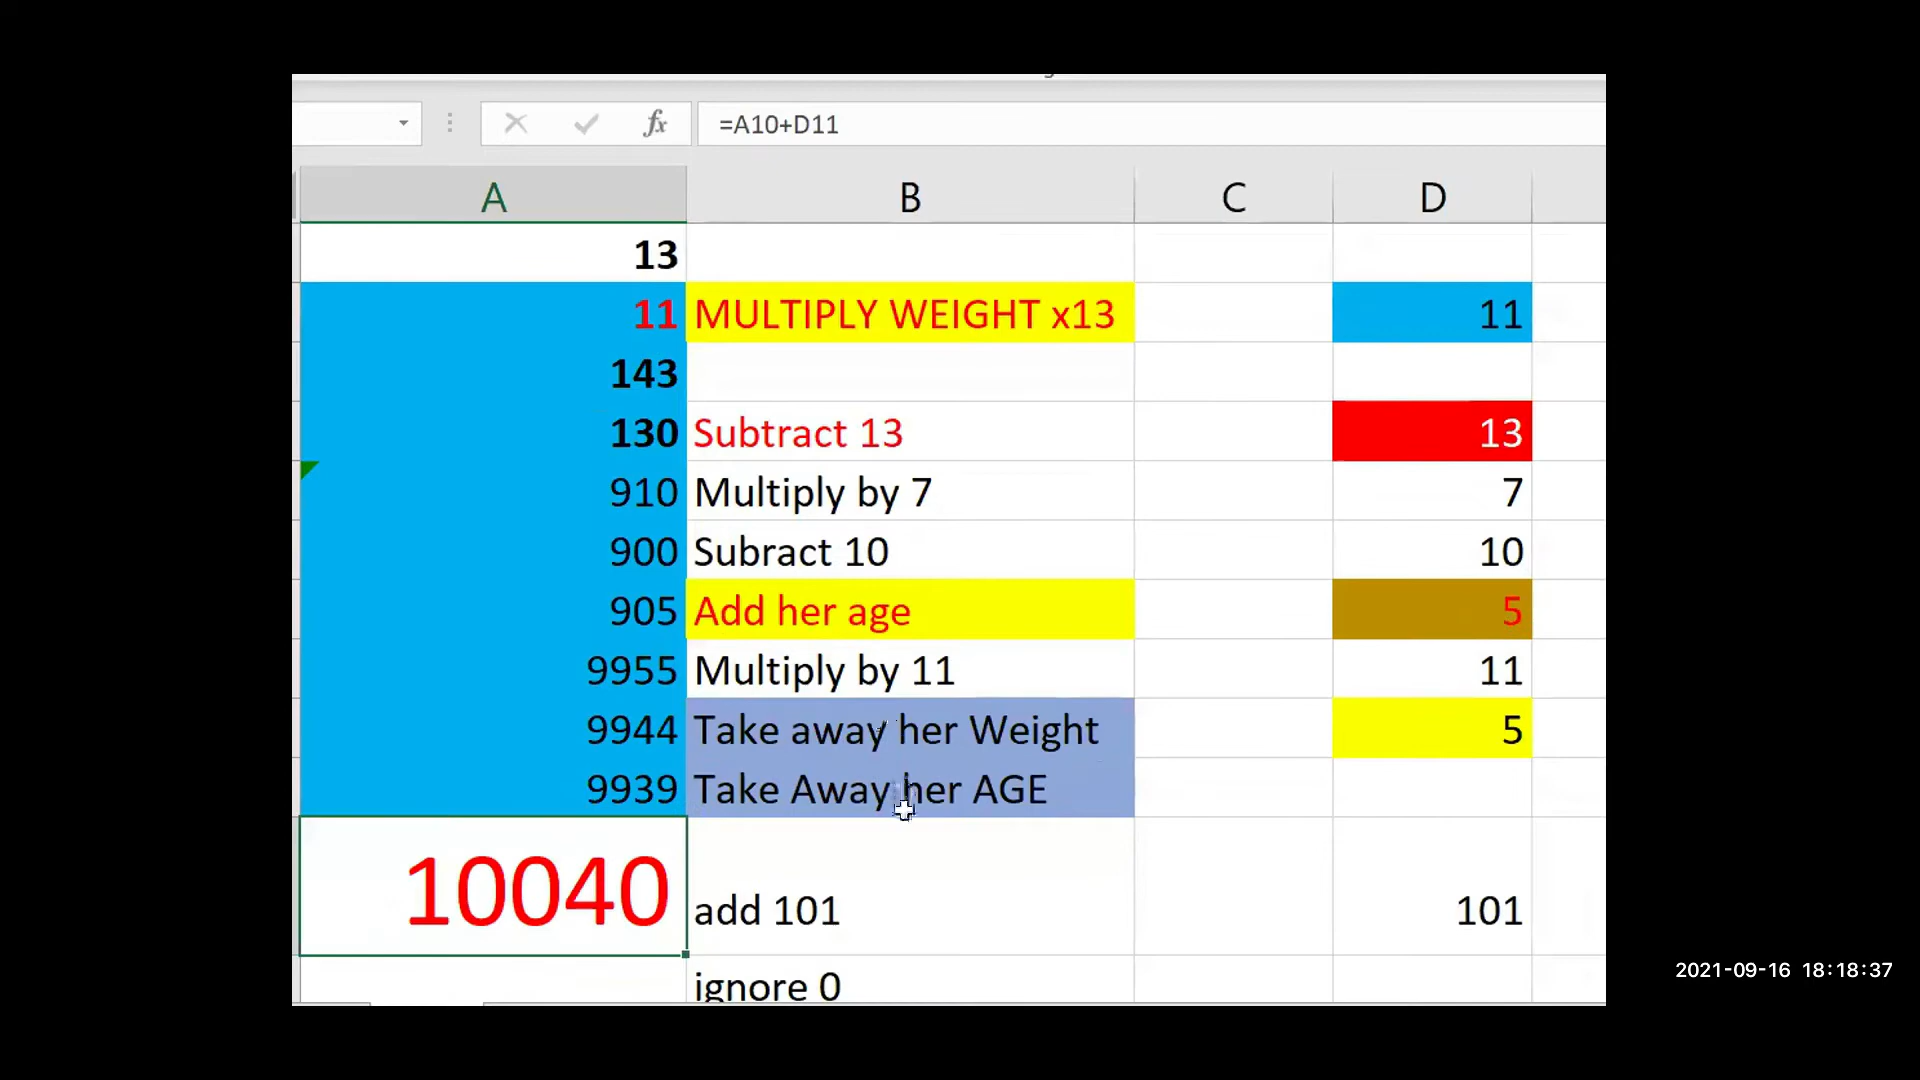 fx =A10+D11
A B C D
13
11 MULTIPLY WEIGHT x13 11
143
130 Subtract 13 13
910 Multiply by 7 7
900 Subract 10 10
905 Add her age 5
9955 Multiply by 11 11
9944 Take away her Weight 5
9939 Take Away her AGE
10040 add 101 101
ignore 0
2021-09-16 18:18:37